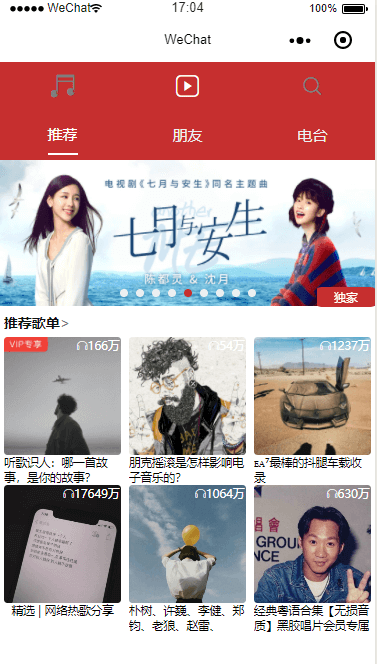 WeChat
17:04
100%
WeChat
推荐
朋友
电台
电视剧《七月与安生》同名主题曲
七月与安生
陈都灵 & 沈月
独家
推荐歌单>
VIP专享
166万
54万
1237万
听歌识人：哪一首故
事，是你的故事?
朋克摇滚是怎样影响电
子音乐的?
ᴇᴀ⁷最棒的抖腿车载收
录
17649万
1064万
630万
精选 | 网络热歌分享
朴树、许巍、李健、郑
钧、老狼、赵雷、
经典粤语合集【无损音
质】黑胶唱片会员专属